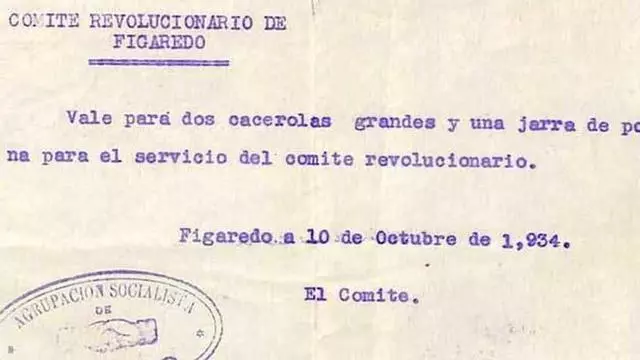 COMITE REVOLUCIONARIO DE
FIGAREDO
Vale pará dos cacerolas grandes y una jarra de po
na para el servicio del comite revolucionario.
Figaredo a 10 de Octubre de 1,934.
El Comite.
AGRUPACION SOCIALISTA
DE